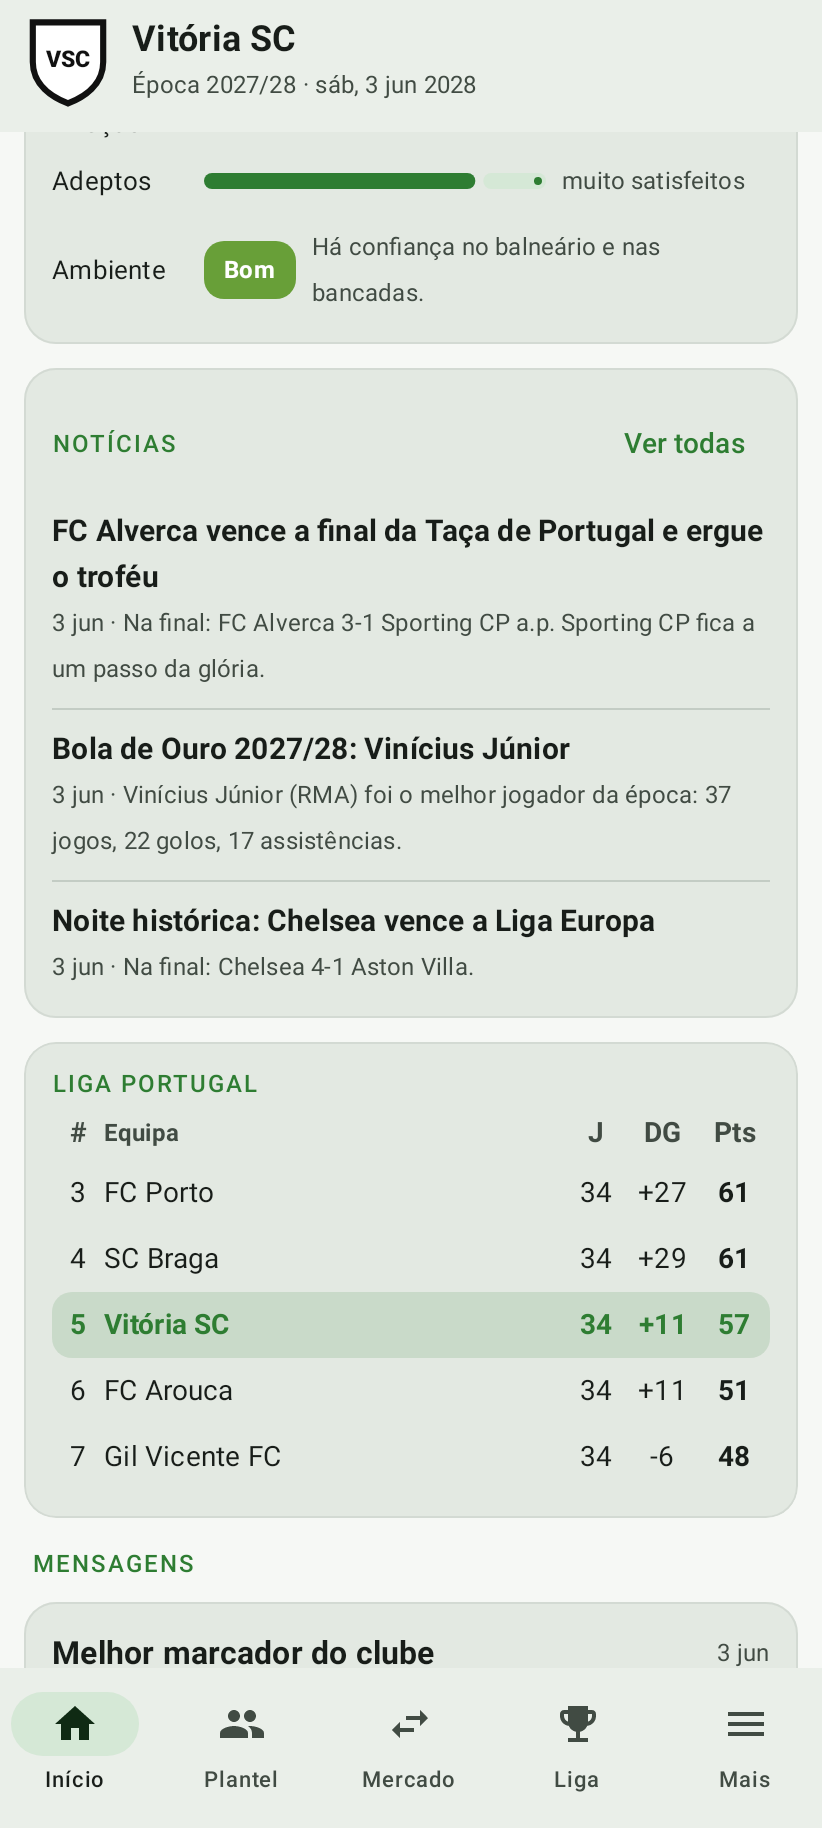 VSC
Vitória SC
Época 2027/28 · sáb, 3 jun 2028
Adeptos
muito satisfeitos
Ambiente
Bom
Há confiança no balneário e nas
bancadas.
NOTÍCIAS
Ver todas
FC Alverca vence a final da Taça de Portugal e ergue
o troféu
3 jun · Na final: FC Alverca 3-1 Sporting CP a.p. Sporting CP fica a
um passo da glória.
Bola de Ouro 2027/28: Vinícius Júnior
3 jun · Vinícius Júnior (RMA) foi o melhor jogador da época: 37
jogos, 22 golos, 17 assistências.
Noite histórica: Chelsea vence a Liga Europa
3 jun · Na final: Chelsea 4-1 Aston Villa.
LIGA PORTUGAL
# Equipa J DG Pts
3 FC Porto 34 +27 61
4 SC Braga 34 +29 61
5 Vitória SC 34 +11 57
6 FC Arouca 34 +11 51
7 Gil Vicente FC 34 -6 48
MENSAGENS
Melhor marcador do clube 3 jun
Início Plantel Mercado Liga Mais